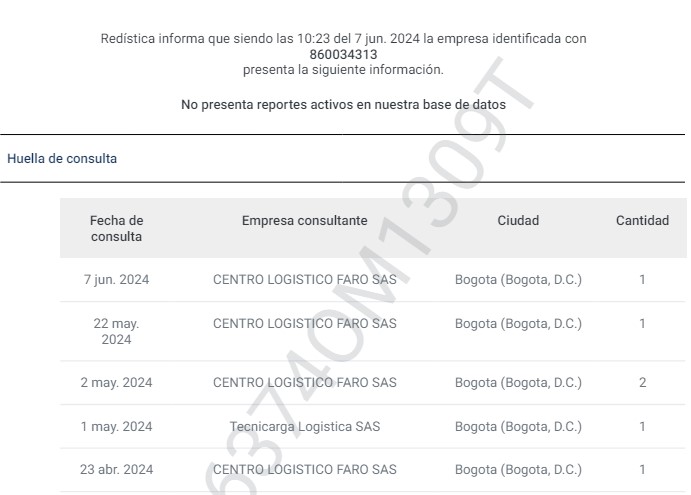 Redística informa que siendo las 10:23 del 7 jun. 2024 la empresa identificada con
860034313
presenta la siguiente información.
No presenta reportes activos en nuestra base de datos
Huella de consulta
Fecha de consulta Empresa consultante Ciudad Cantidad
7 jun. 2024 CENTRO LOGISTICO FARO SAS Bogota (Bogota, D.C.) 1
22 may. 2024 CENTRO LOGISTICO FARO SAS Bogota (Bogota, D.C.) 1
2 may. 2024 CENTRO LOGISTICO FARO SAS Bogota (Bogota, D.C.) 2
1 may. 2024 Tecnicarga Logistica SAS Bogota (Bogota, D.C.) 1
23 abr. 2024 CENTRO LOGISTICO FARO SAS Bogota (Bogota, D.C.) 1